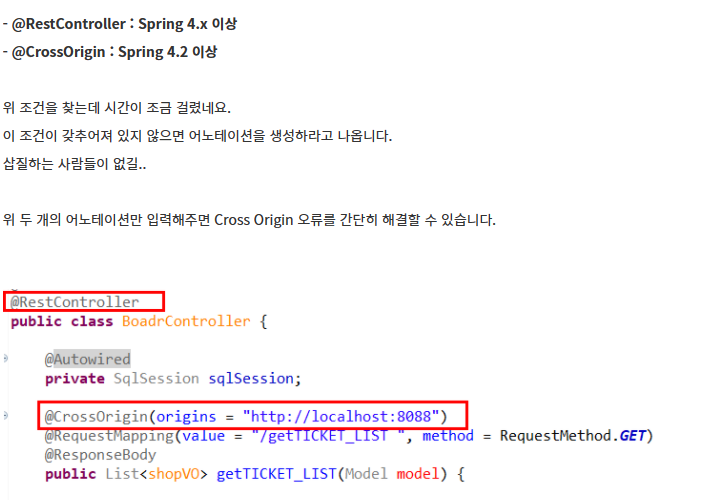 - @RestController : Spring 4.x 이상
- @CrossOrigin : Spring 4.2 이상
위 조건을 찾는데 시간이 조금 걸렸네요.
이 조건이 갖추어져 있지 않으면 어노테이션을 생성하라고 나옵니다.
삽질하는 사람들이 없길..
위 두 개의 어노테이션만 입력해주면 Cross Origin 오류를 간단히 해결할 수 있습니다.
@RestController
public class BoadrController {
@Autowired
private SqlSession sqlSession;
@CrossOrigin(origins = "http://localhost:8088")
@RequestMapping(value = "/getTICKET_LIST ", method = RequestMethod.GET)
@ResponseBody
public List<shopVO> getTICKET_LIST(Model model) {